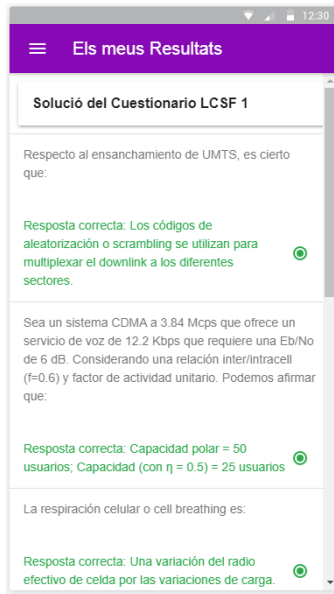 12:30
Els meus Resultats
Solució del Cuestionario LCSF 1
Respecto al ensanchamiento de UMTS, es cierto
que:
Resposta correcta: Los códigos de
aleatorización o scrambling se utilizan para
multiplexar el downlink a los diferentes
sectores.
Sea un sistema CDMA a 3.84 Mcps que ofrece un
servicio de voz de 12.2 Kbps que requiere una Eb/No
de 6 dB. Considerando una relación inter/intracell
(f=0.6) y factor de actividad unitario. Podemos afirmar
que:
Resposta correcta: Capacidad polar = 50
usuarios; Capacidad (con η = 0.5) = 25 usuarios
La respiración celular o cell breathing es:
Resposta correcta: Una variación del radio
efectivo de celda por las variaciones de carga.